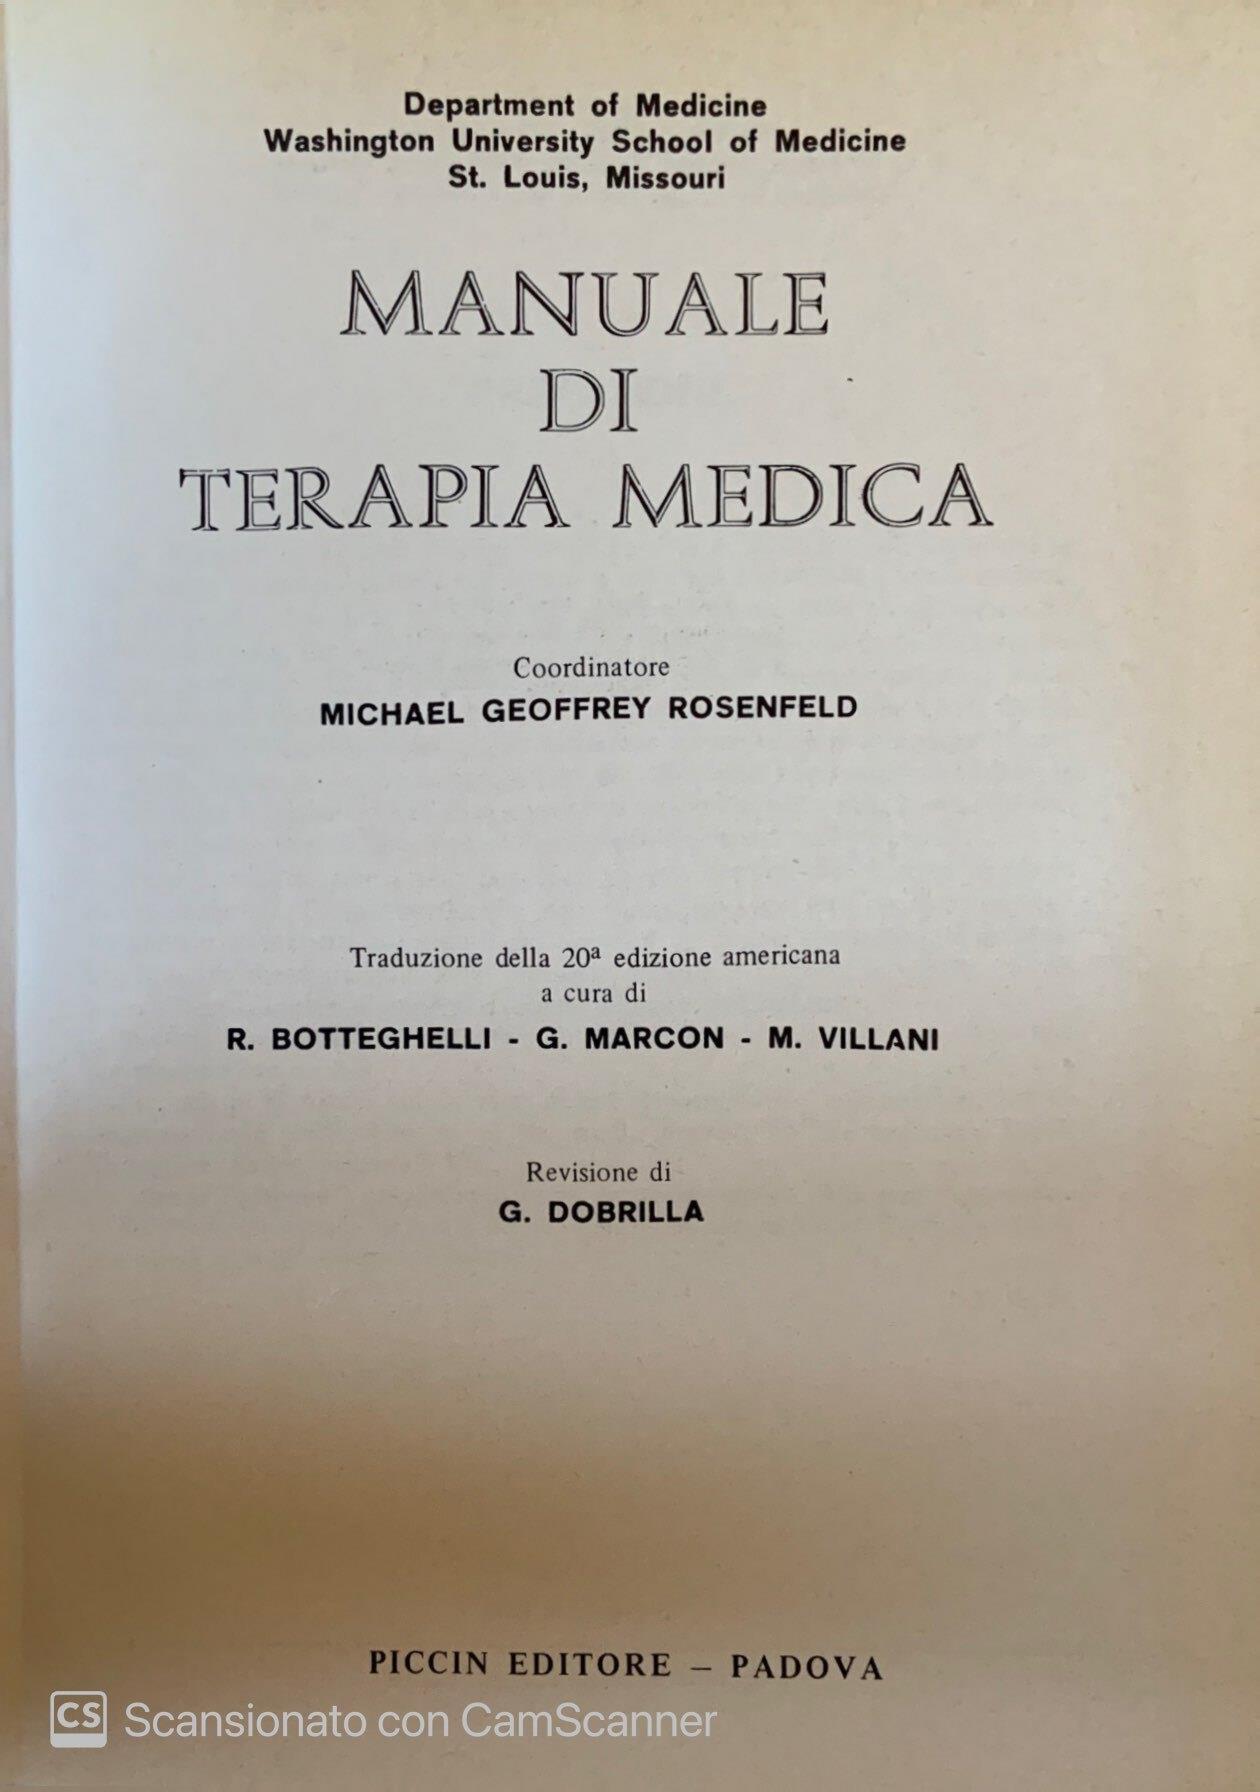 Department of Medicine
Washington University School of Medicine
St. Louis, Missouri
MANUALE
DI
TERAPIA MEDICA
Coordinatore
MICHAEL GEOFFREY ROSENFELD
Traduzione della 20ª edizione americana
a cura di
R. BOTTEGHELLI - G. MARCON - M. VILLANI
Revisione di
G. DOBRILLA
PICCIN EDITORE – PADOVA
CS Scansionato con CamScanner